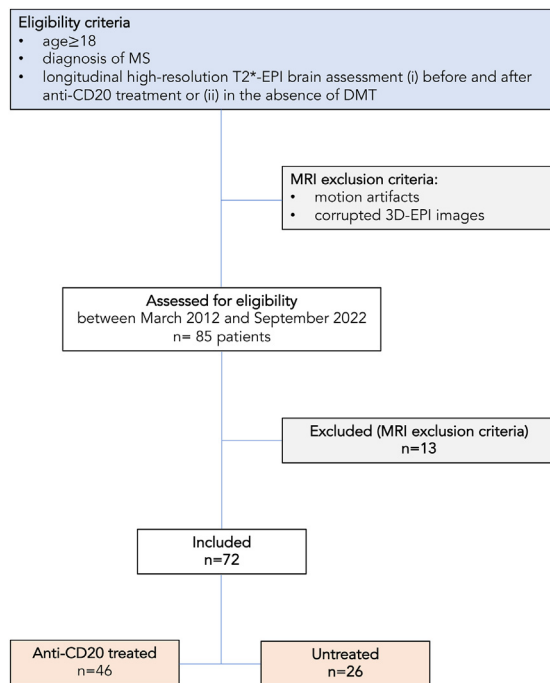 Eligibility criteria
• age≥18
• diagnosis of MS
• longitudinal high-resolution T2*-EPI brain assessment (i) before and after
anti-CD20 treatment or (ii) in the absence of DMT
MRI exclusion criteria:
• motion artifacts
• corrupted 3D-EPI images
Assessed for eligibility
between March 2012 and September 2022
n= 85 patients
Excluded (MRI exclusion criteria)
n=13
Included
n=72
Anti-CD20 treated
n=46
Untreated
n=26